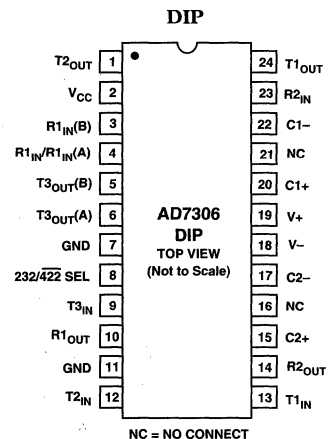 DIP
T2OUT 1
VCC 2
R1IN(B) 3
R1IN/R1IN(A) 4
T3OUT(B) 5
T3OUT(A) 6
GND 7
232/422 SEL 8
T3IN 9
R1OUT 10
GND 11
T2IN 12
AD7306
DIP
TOP VIEW
(Not to Scale)
24 T1OUT
23 R2IN
22 C1–
21 NC
20 C1+
19 V+
18 V–
17 C2–
16 NC
15 C2+
14 R2OUT
13 T1IN
NC = NO CONNECT